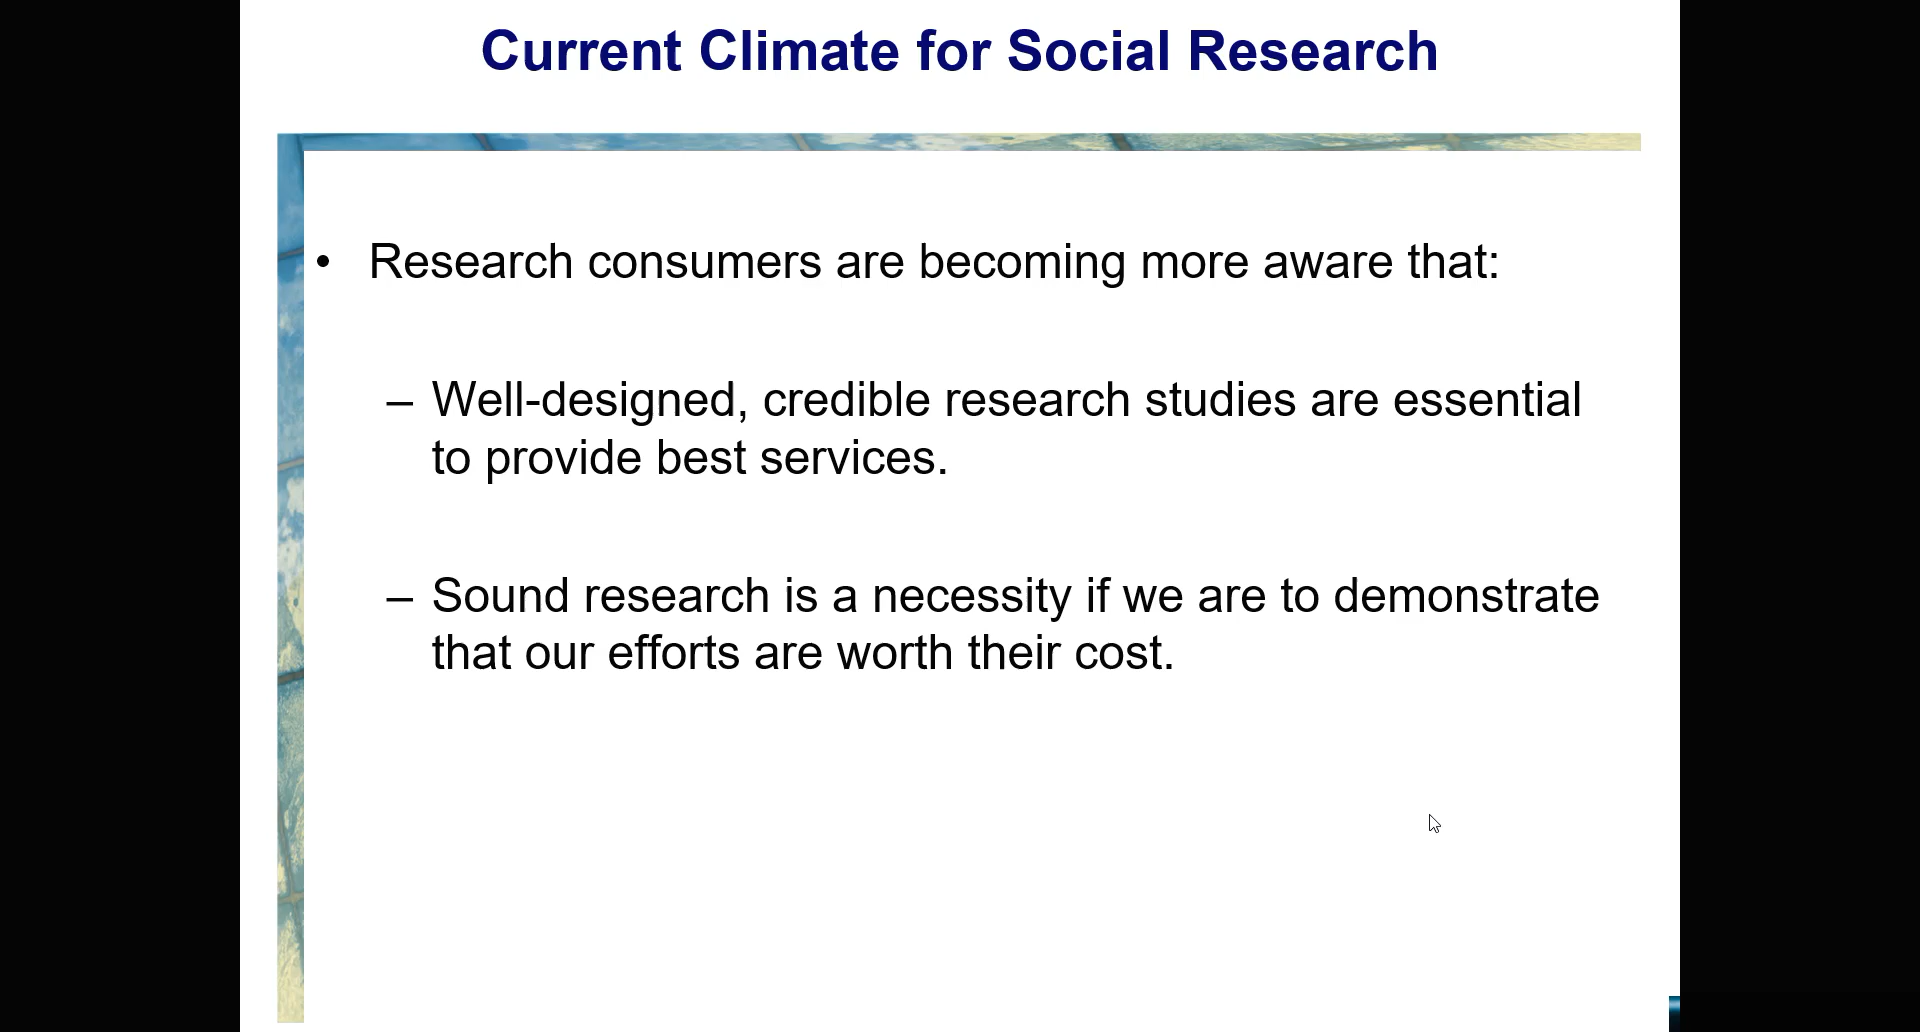 Current Climate for Social Research
• Research consumers are becoming more aware that:
– Well-designed, credible research studies are essential
to provide best services.
– Sound research is a necessity if we are to demonstrate
that our efforts are worth their cost.